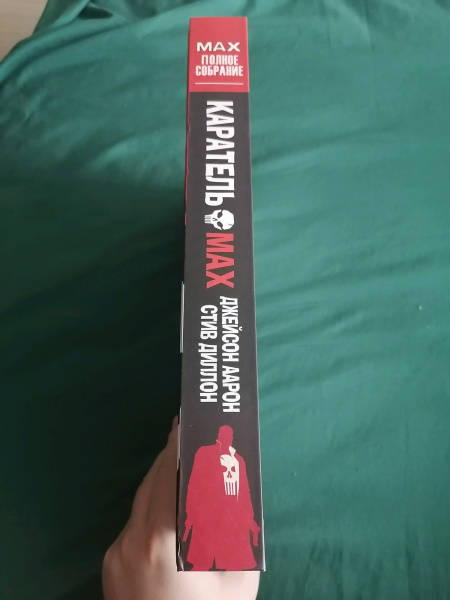 MAX
ПОЛНОЕ
СОБРАНИЕ
КАРАТЕЛЬ MAX
ДЖЕЙСОН ААРОН
СТИВ ДИЛЛОН